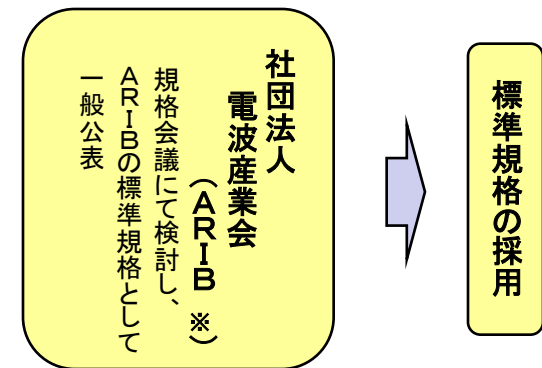 社団法人
電波産業会
（ＡＲＩＢ　※）
規格会議にて検討し、
ＡＲＩＢの標準規格として
一般公表
標準規格の採用